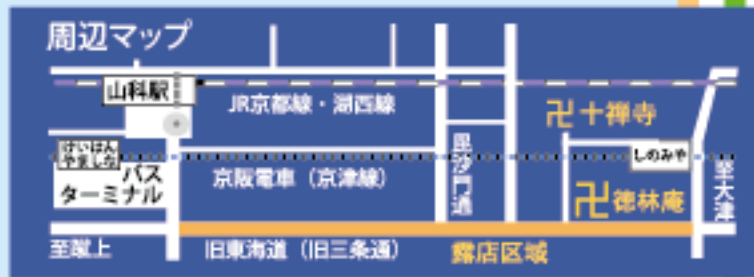 周辺マップ
山科駅
JR京都線・湖西線
卍十禅寺
けいはん
やましな
バス
ターミナル
京阪電車（京津線）
毘沙門通
しのみや
卍徳林庵
至大津
至蹴上
旧東海道（旧三条通）
露店区域